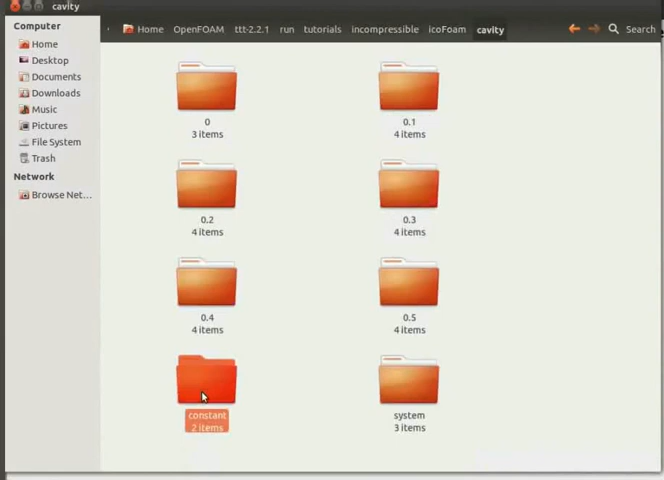 cavity
Computer
Home
Desktop
Documents
Downloads
Music
Pictures
File System
Trash
Network
Browse Net...
Home OpenFOAM ttt-2.2.1 run tutorials incompressible icoFoam cavity Search
0
3 items
0.1
4 items
0.2
4 items
0.3
4 items
0.4
4 items
0.5
4 items
constant
2 items
system
3 items